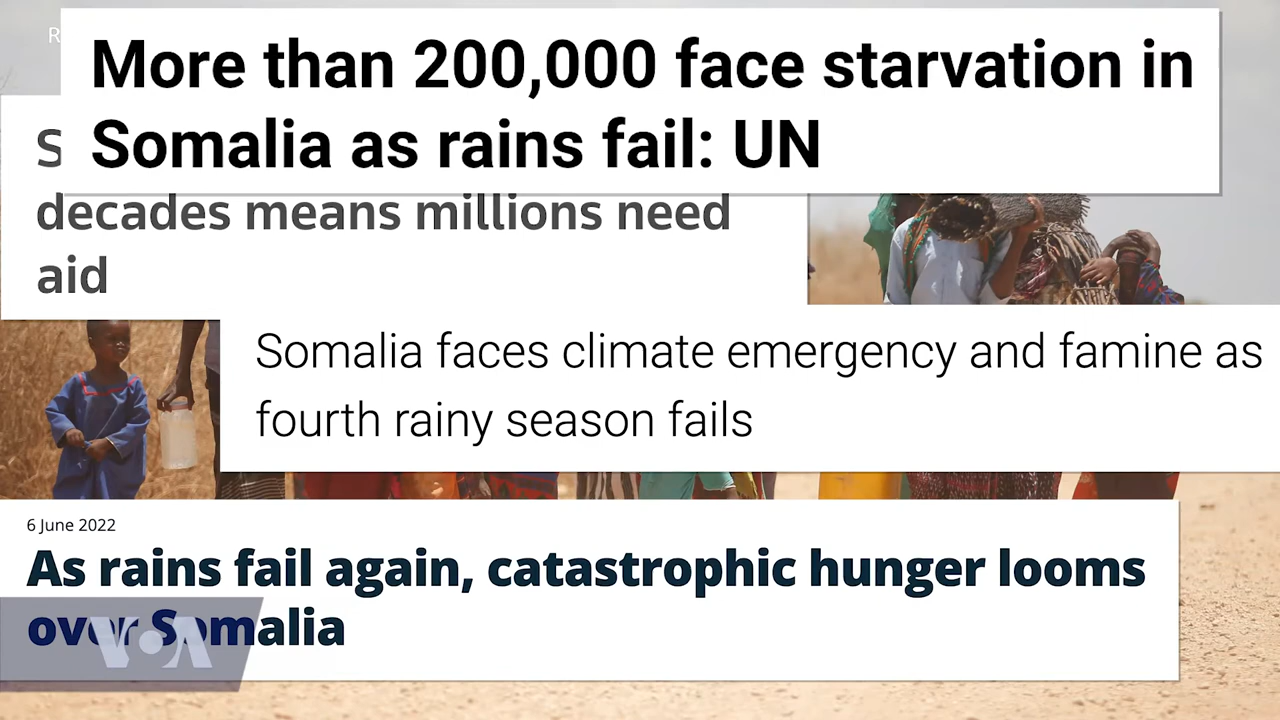 R
More than 200,000 face starvation in
Somalia as rains fail: UN
S
decades means millions need
aid
Somalia faces climate emergency and famine as
fourth rainy season fails
6 June 2022
As rains fail again, catastrophic hunger looms
over Somalia
VOA